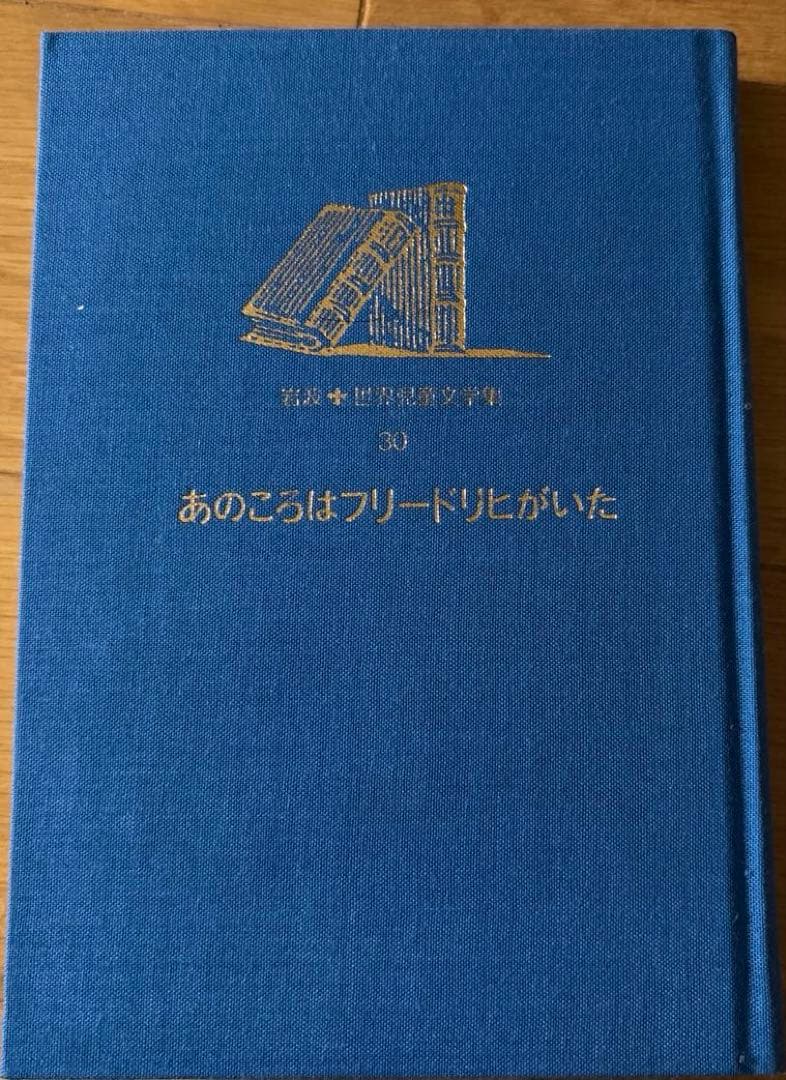 岩波✚世界児童文学集
30
あのころはフリードリヒがいた